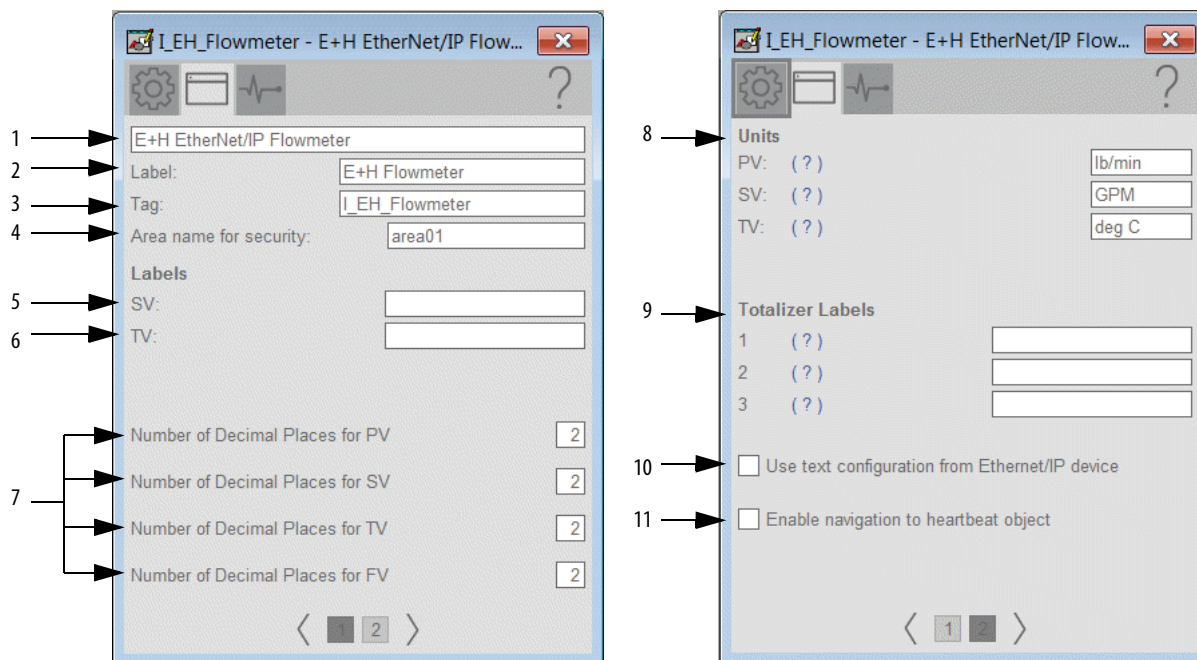 I_EH_Flowmeter - E+H EtherNet/IP Flow...
?
1
E+H EtherNet/IP Flowmeter
2
Label:
E+H Flowmeter
3
Tag:
I_EH_Flowmeter
4
Area name for security:
area01
Labels
5
SV:
6
TV:
7
Number of Decimal Places for PV
2
Number of Decimal Places for SV
2
Number of Decimal Places for TV
2
Number of Decimal Places for FV
2
1 2
I_EH_Flowmeter - E+H EtherNet/IP Flow...
?
8
Units
PV: (?)
lb/min
SV: (?)
GPM
TV: (?)
deg C
9
Totalizer Labels
1 (?)
2 (?)
3 (?)
10
Use text configuration from Ethernet/IP device
11
Enable navigation to heartbeat object
1 2